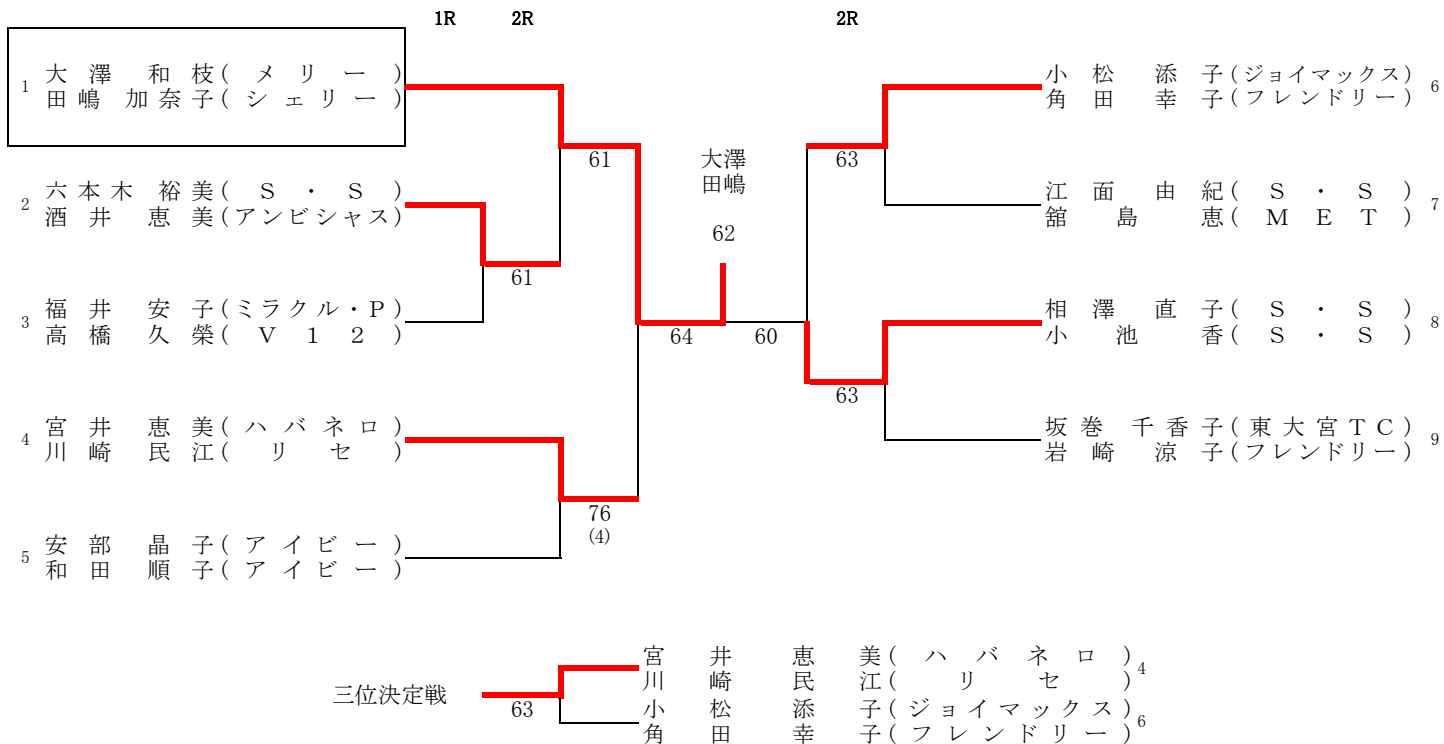 1R 2R 2R
1 大澤 和枝(メリー)
田嶋 加奈子(シェリー)
2 六本木 裕美(S・S)
酒井 恵美(アンビシャス)
61
3 福井 安子(ミラクル・P)
高橋 久榮(V12)
61
4 宮井 恵美(ハバネロ)
川崎 民江(リセ)
5 安部 晶子(アイビー)
和田 順子(アイビー)
76
(4)
64
大澤
田嶋
62
60
小松 添子(ジョイマックス) 6
角田 幸子(フレンドリー)
63
江面 由紀(S・S) 7
舘島 恵(MET)
相澤 直子(S・S) 8
小池 香(S・S)
63
坂巻 千香子(東大宮TC) 9
岩崎 涼子(フレンドリー)
三位決定戦
63
宮井 恵美(ハバネロ) 4
川崎 民江(リセ)
小松 添子(ジョイマックス) 6
角田 幸子(フレンドリー)